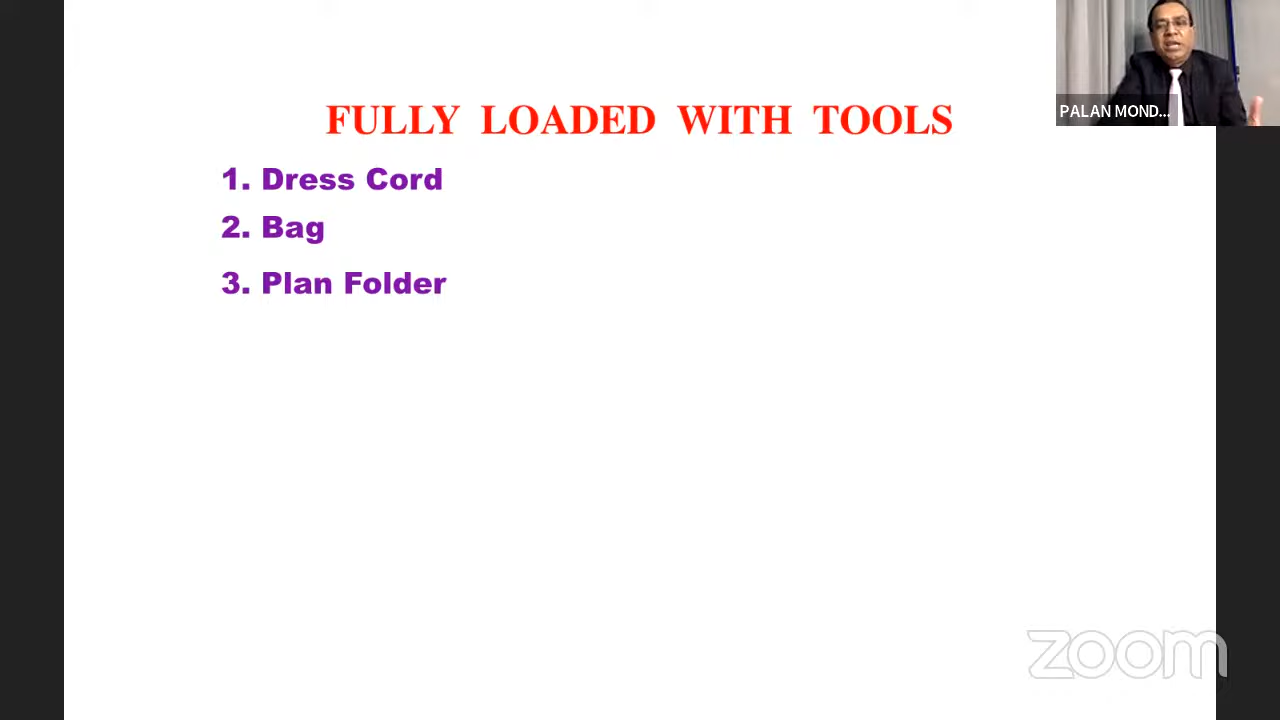 FULLY LOADED WITH TOOLS
1. Dress Cord
2. Bag
3. Plan Folder
PALAN MOND...
zoom